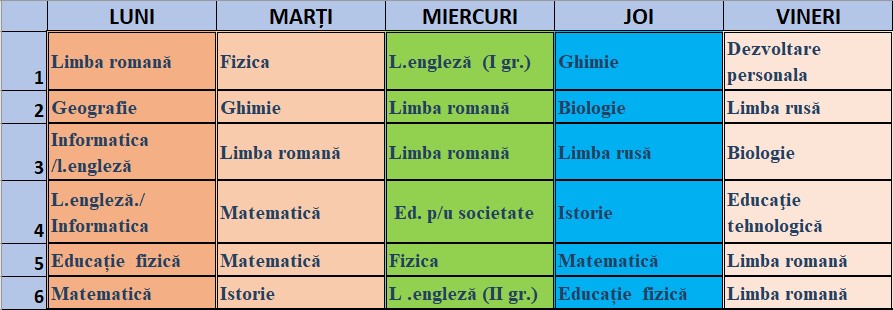 LUNI MARȚI MIERCURI JOI VINERI
1 Limba romană Fizica L.engleză (I gr.) Ghimie Dezvoltare personala
2 Geografie Ghimie Limba romană Biologie Limba rusă
3 Informatica /l.engleză Limba romană Limba romană Limba rusă Biologie
4 L.engleză./ Informatica Matematică Ed. p/u societate Istorie Educaţie tehnologică
5 Educație fizică Matematică Fizica Matematică Limba romană
6 Matematică Istorie L .engleză (II gr.) Educație fizică Limba romană